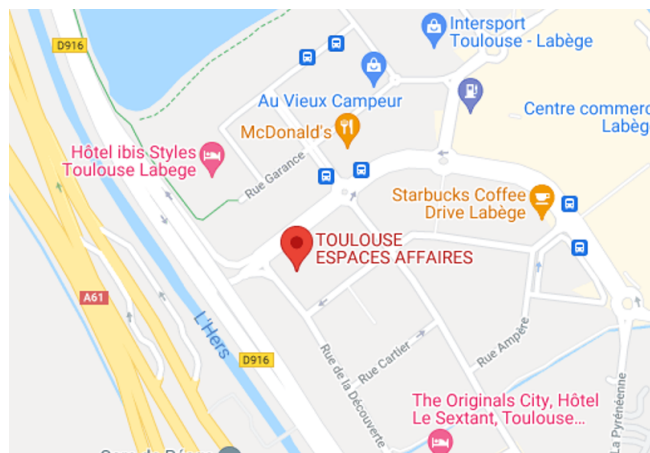 D916
Intersport
Toulouse - Labège
Au Vieux Campeur
Centre commerc
Labèg
McDonald's
Hôtel ibis Styles
Toulouse Labege
Rue Garance
Starbucks Coffee
Drive Labège
TOULOUSE
ESPACES AFFAIRES
A61
L'Hers
D916
Rue de la Découverte
Rue Cartier
Rue Ampère
La Pyrénéenne
The Originals City, Hôtel
Le Sextant, Toulouse...